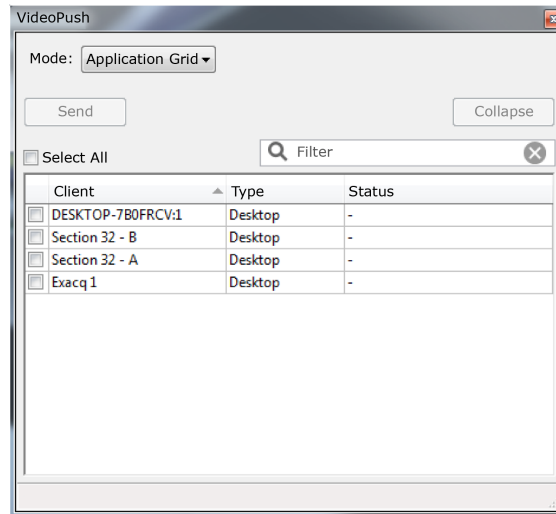 VideoPush
Mode: Application Grid
Send Collapse
Select All Filter
Client Type Status
DESKTOP-7B0FRCV:1 Desktop -
Section 32 - B Desktop -
Section 32 - A Desktop -
Exacq 1 Desktop -